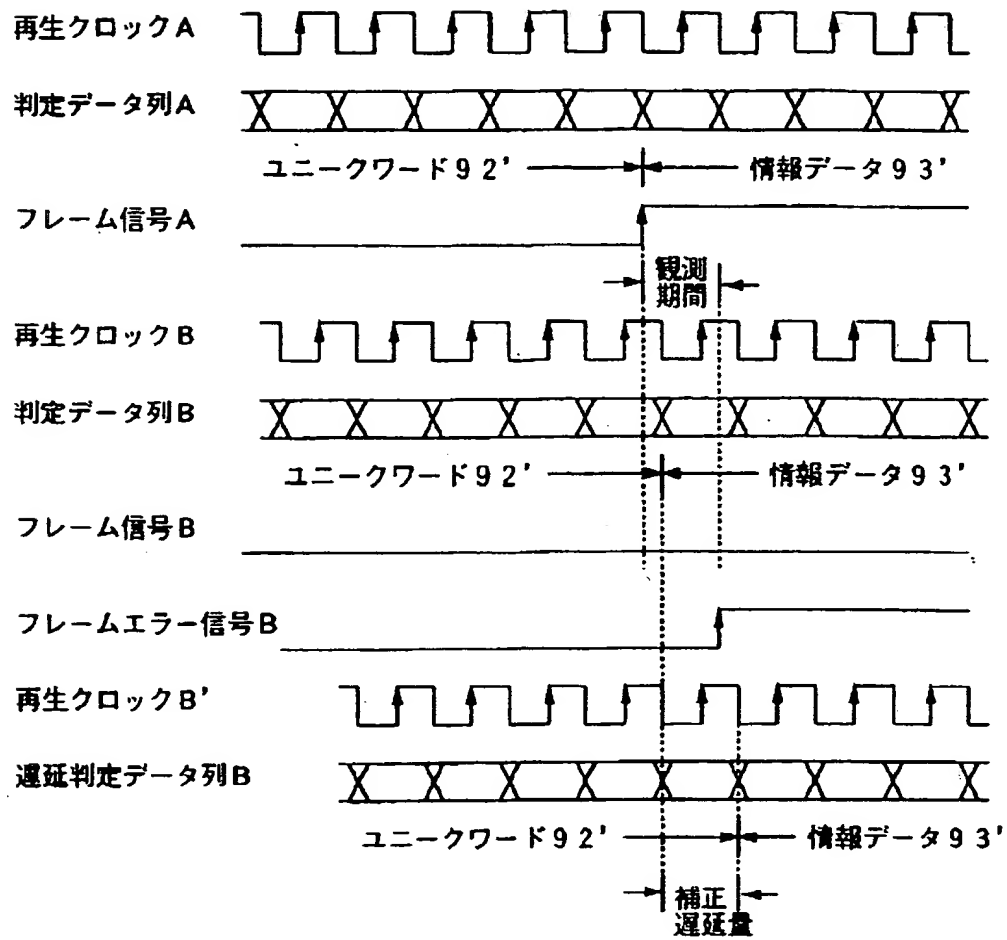 再生クロックA
判定データ列A
ユニークワード92' 情報データ93'
フレーム信号A
観測
期間
再生クロックB
判定データ列B
ユニークワード92' 情報データ93'
フレーム信号B
フレームエラー信号B
再生クロックB'
遅延判定データ列B
ユニークワード92' 情報データ93'
補正
遅延量